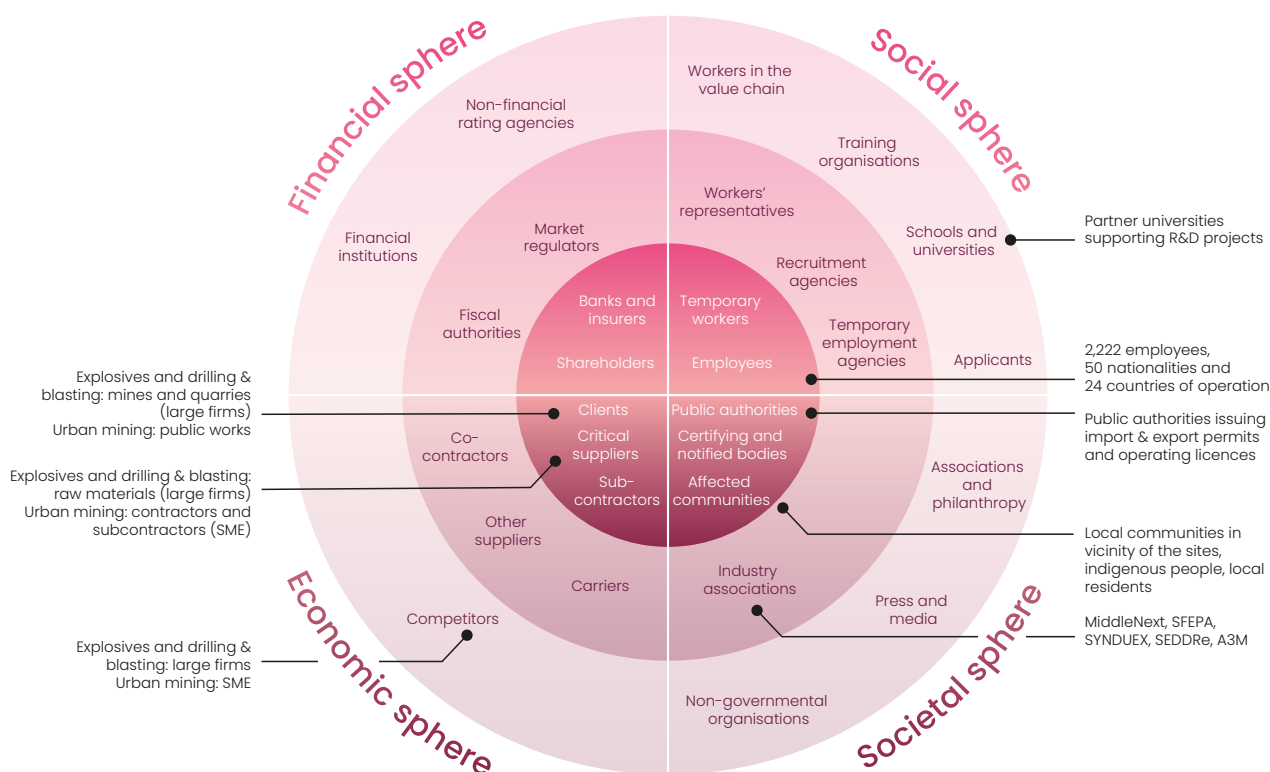 Financial sphere
Non-financial
rating agencies
Financial
institutions
Market
regulators
Fiscal
authorities
Banks and
insurers
Shareholders
Social sphere
Workers in the
value chain
Training
organisations
Workers’
representatives
Schools and
universities
Recruitment
agencies
Temporary
employment
agencies
Applicants
Temporary
workers
Employees
Partner universities
supporting R&D projects
2,222 employees,
50 nationalities and
24 countries of operation
Explosives and drilling &
blasting: mines and quarries
(large firms)
Urban mining: public works
Explosives and drilling & blasting:
raw materials (large firms)
Urban mining: contractors and
subcontractors (SME)
Explosives and drilling &
blasting: large firms
Urban mining: SME
Clients
Critical
suppliers
Sub-
contractors
Co-
contractors
Other
suppliers
Carriers
Competitors
Economic sphere
Public authorities
Certifying and
notified bodies
Affected
communities
Industry
associations
Associations
and
philanthropy
Press and
media
Non-governmental
organisations
Societal sphere
Public authorities issuing
import & export permits
and operating licences
Local communities in
vicinity of the sites,
indigenous people, local
residents
MiddleNext, SFEPA,
SYNDUEX, SEDDRe, A3M